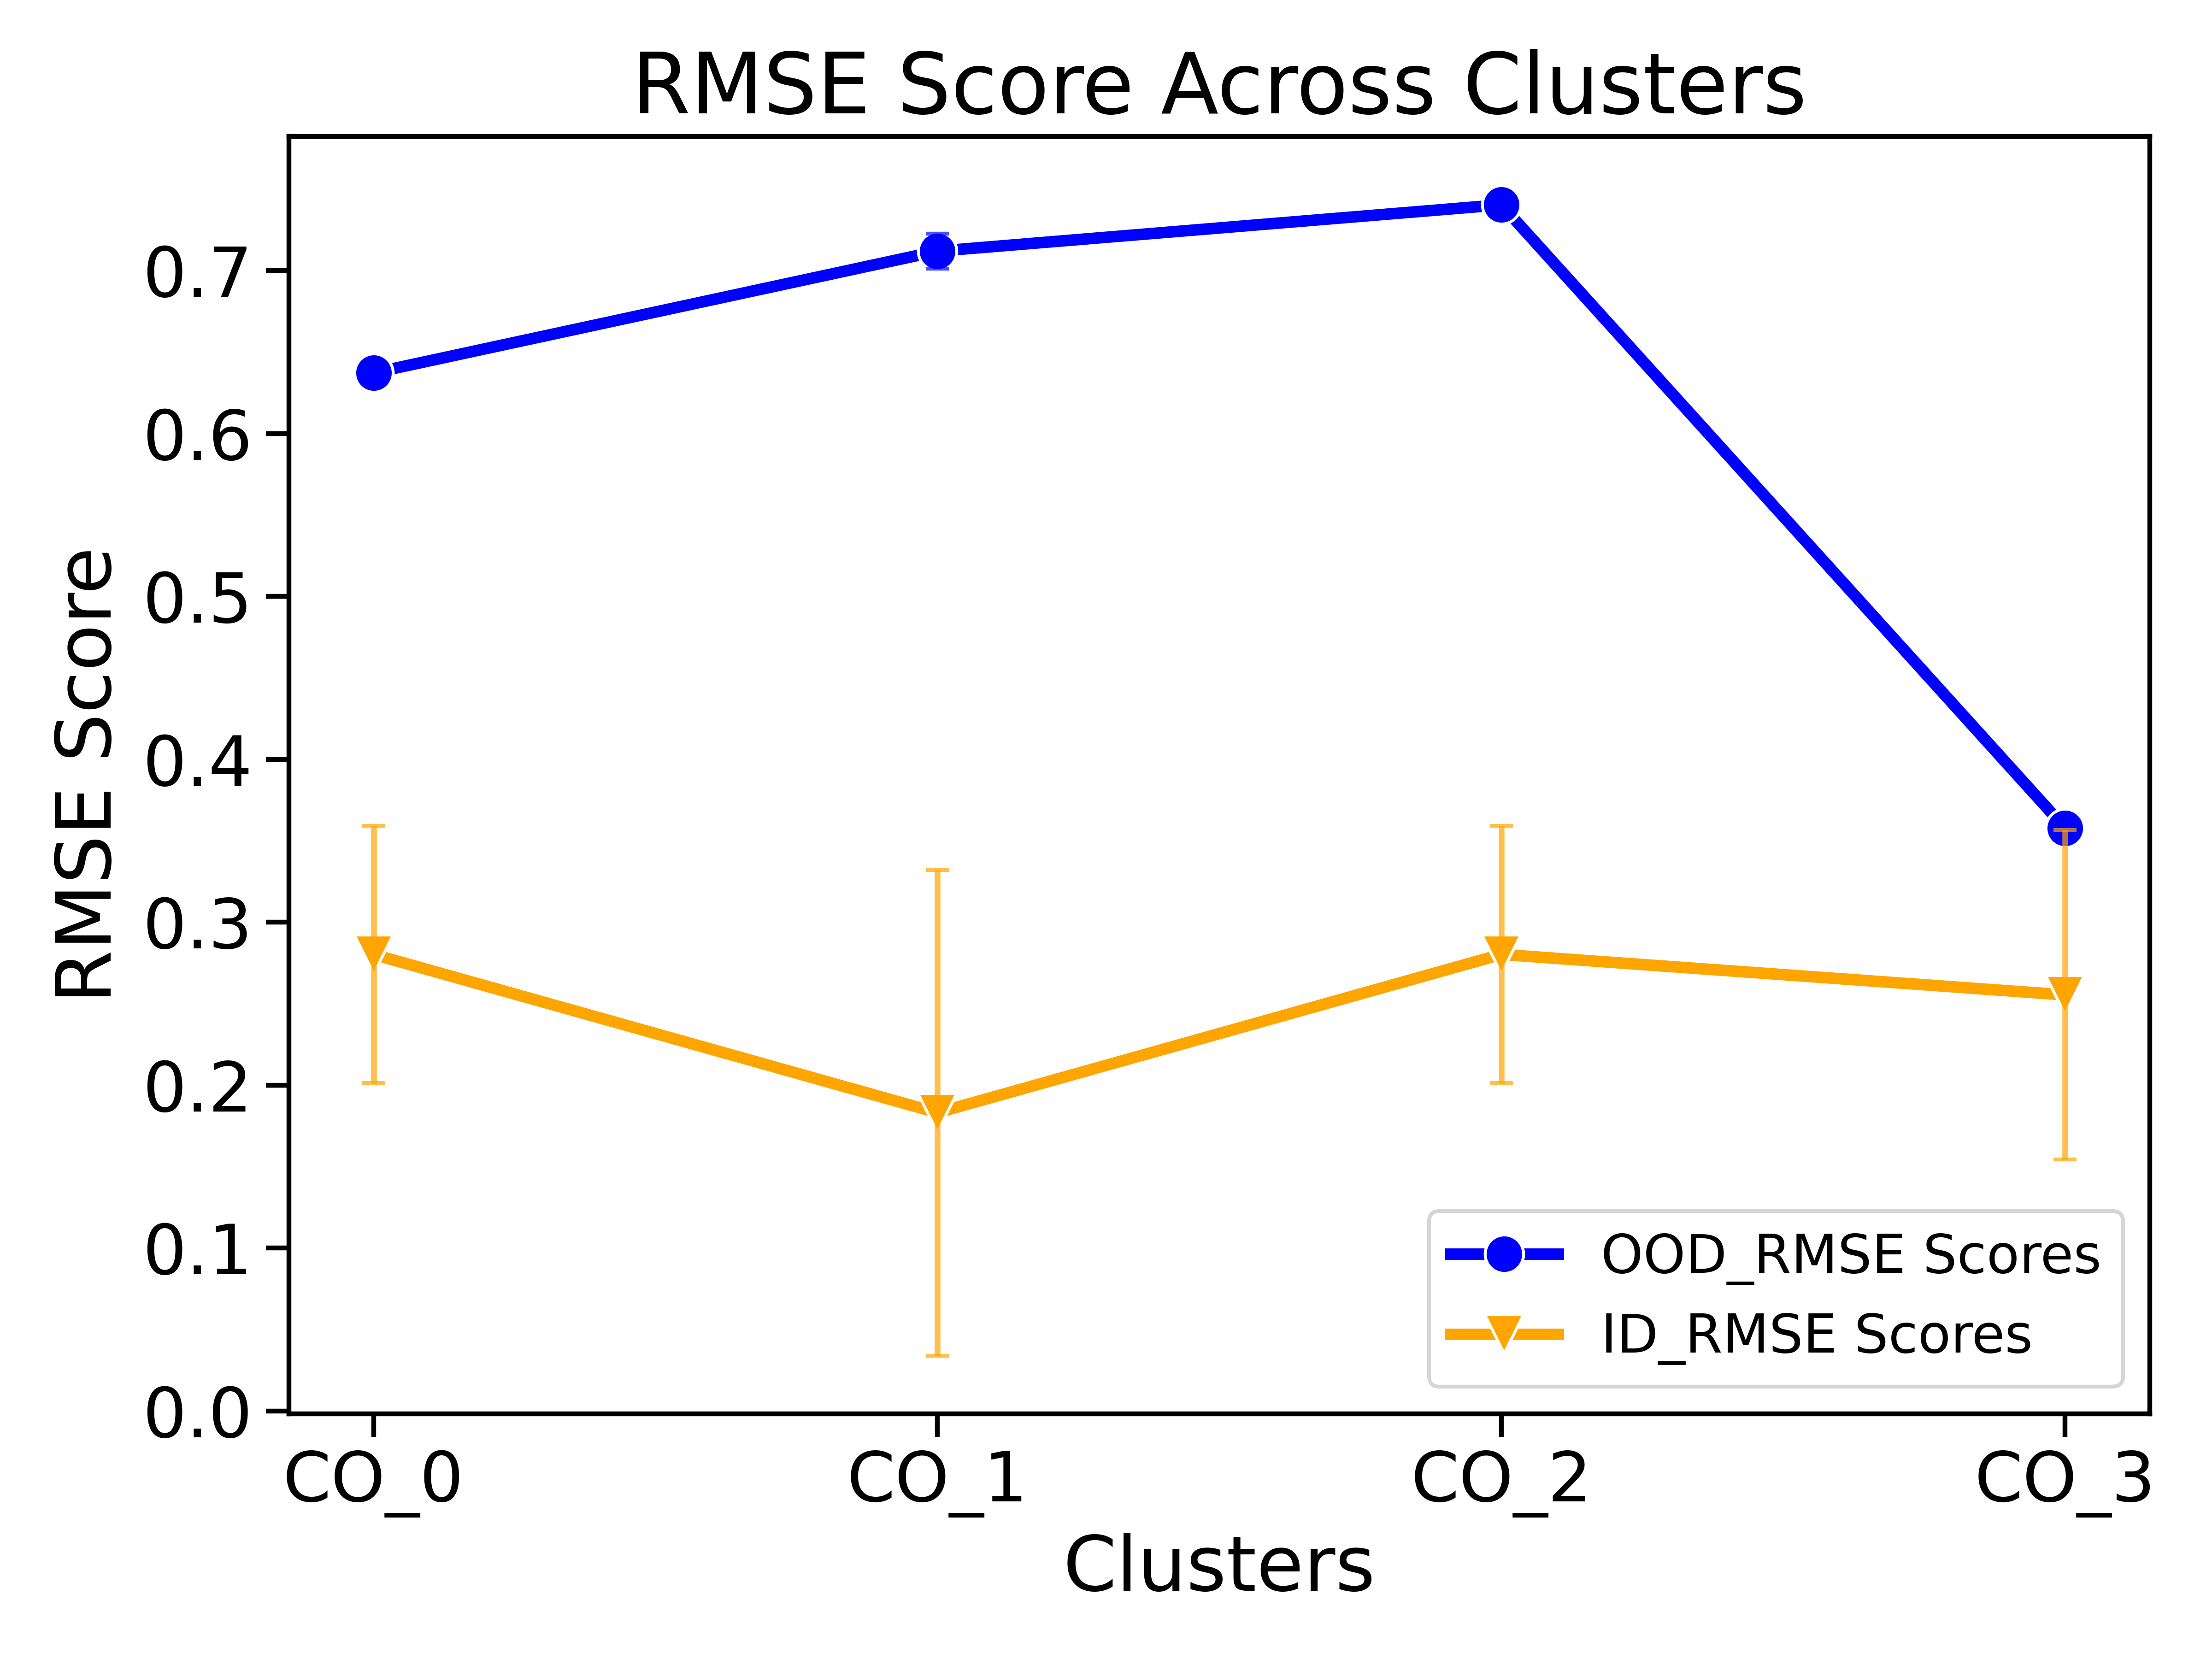 RMSE Score Across Clusters
RMSE Score
0.7
0.6
0.5
0.4
0.3
0.2
0.1
0.0
CO_0 CO_1 CO_2 CO_3
Clusters
OOD_RMSE Scores
ID_RMSE Scores